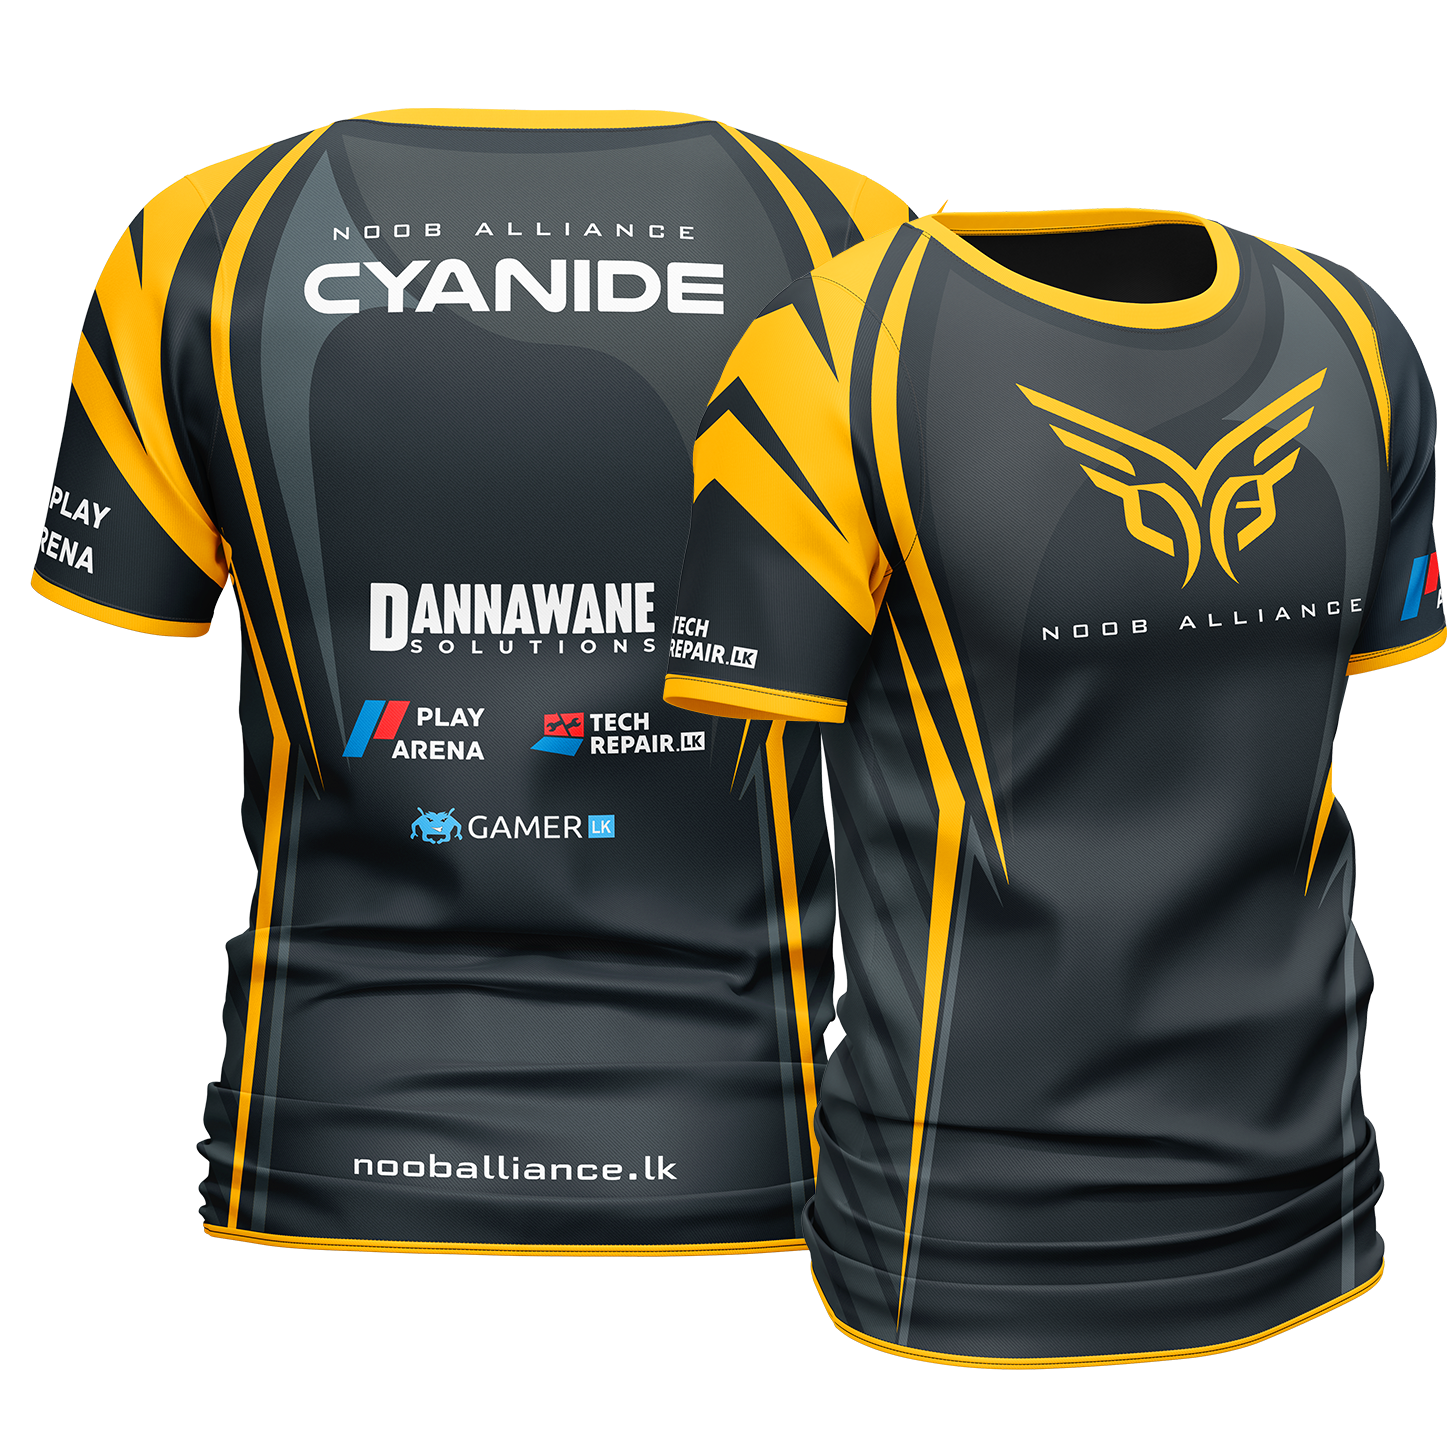 NOOB ALLIANCE
CYANIDE
PLAY
ARENA
DANNAWANE
SOLUTIONS
PLAY
ARENA
TECH
REPAIR.LK
GAMER LK
nooballiance.lk
TECH
REPAIR.LK
NOOB ALLIANCE